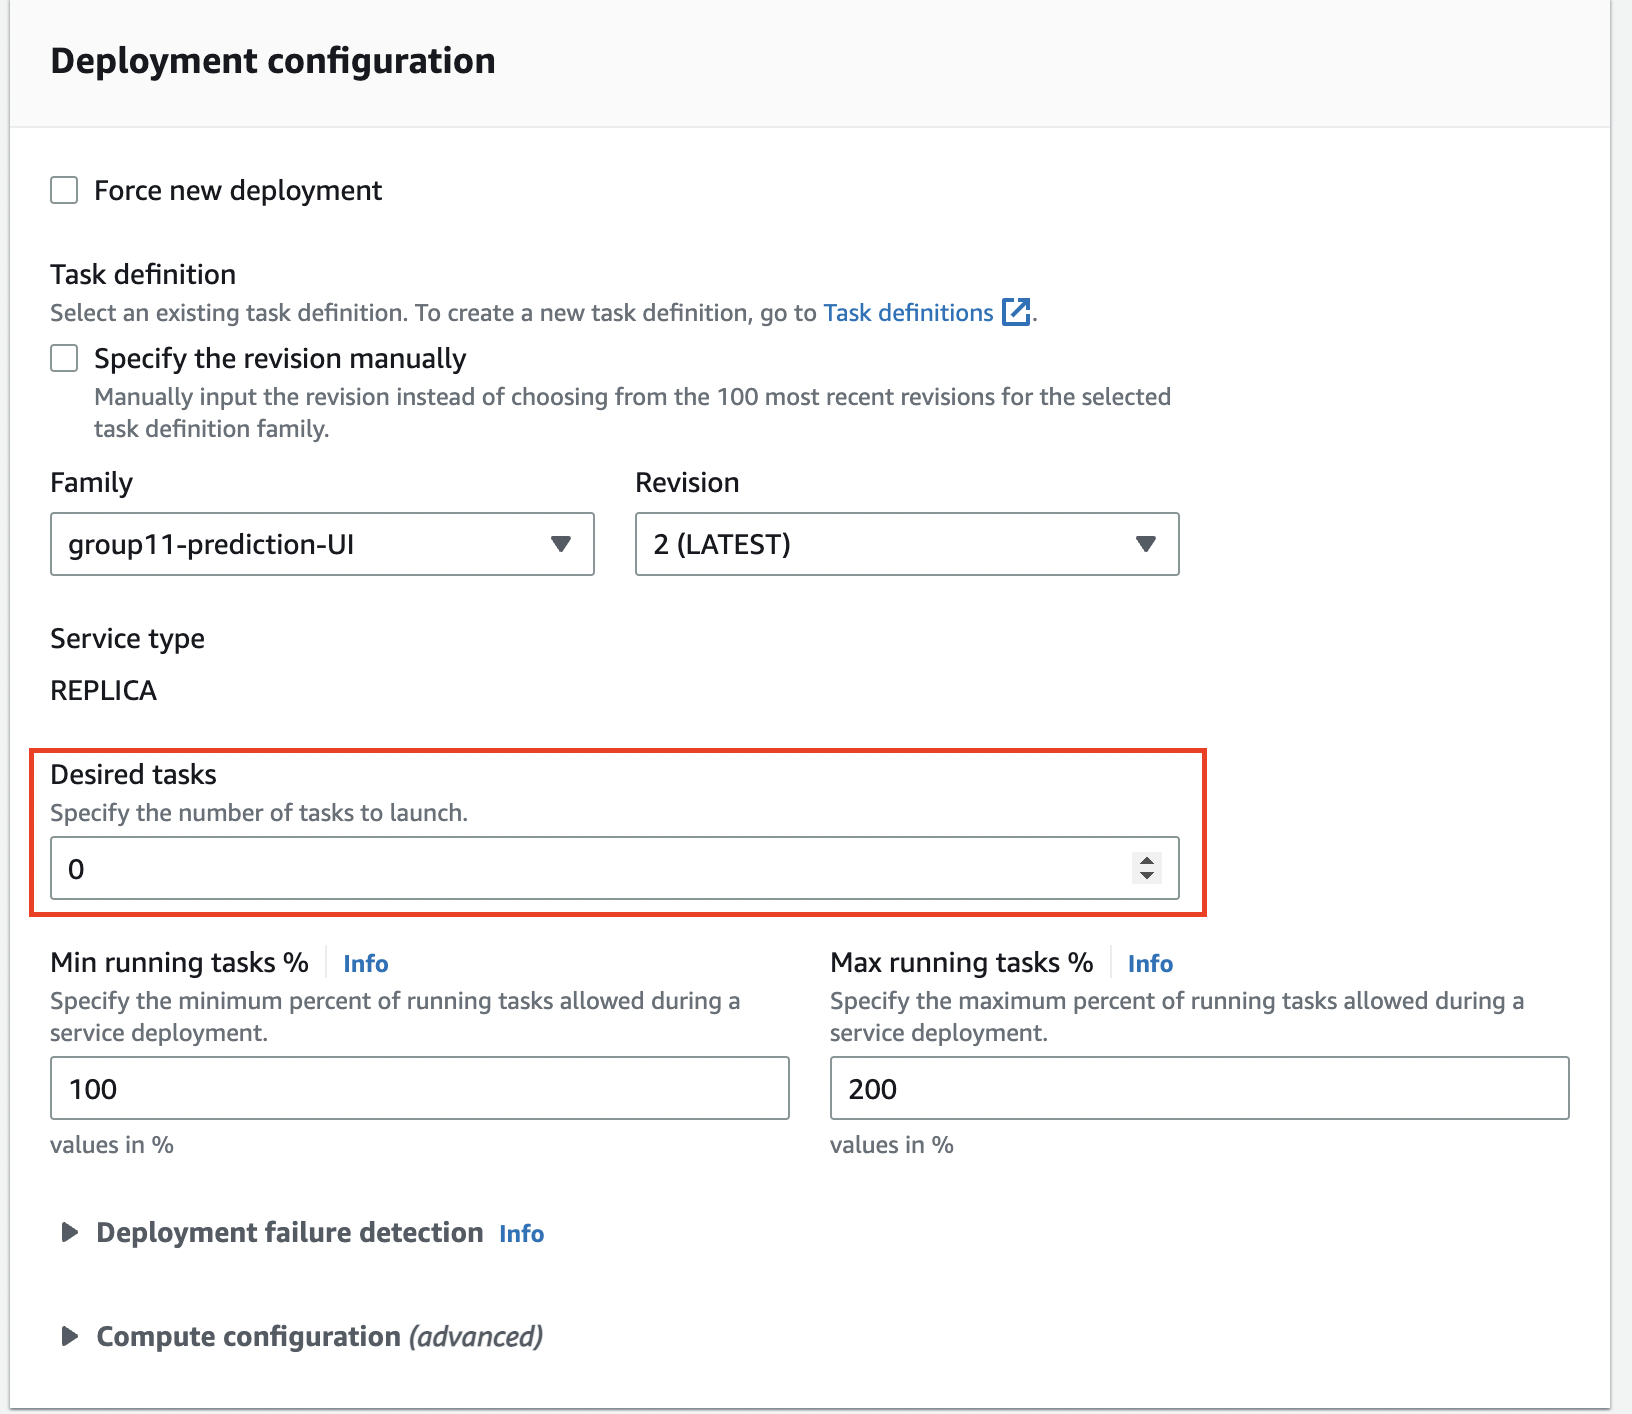 Deployment configuration
Force new deployment
Task definition
Select an existing task definition. To create a new task definition, go to Task definitions.
Specify the revision manually
Manually input the revision instead of choosing from the 100 most recent revisions for the selected
task definition family.
Family
Revision
group11-prediction-UI
2 (LATEST)
Service type
REPLICA
Desired tasks
Specify the number of tasks to launch.
0
Min running tasks % Info
Specify the minimum percent of running tasks allowed during a
service deployment.
100
values in %
Max running tasks % Info
Specify the maximum percent of running tasks allowed during a
service deployment.
200
values in %
Deployment failure detection Info
Compute configuration (advanced)